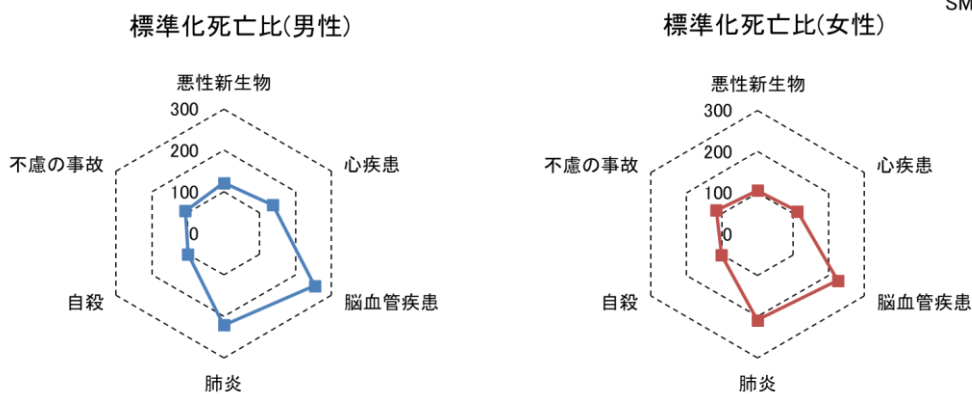 SM
標準化死亡比(男性)
悪性新生物
300
不慮の事故
心疾患
200
100
0
自殺
脳血管疾患
肺炎
標準化死亡比(女性)
悪性新生物
300
不慮の事故
心疾患
200
100
0
自殺
脳血管疾患
肺炎